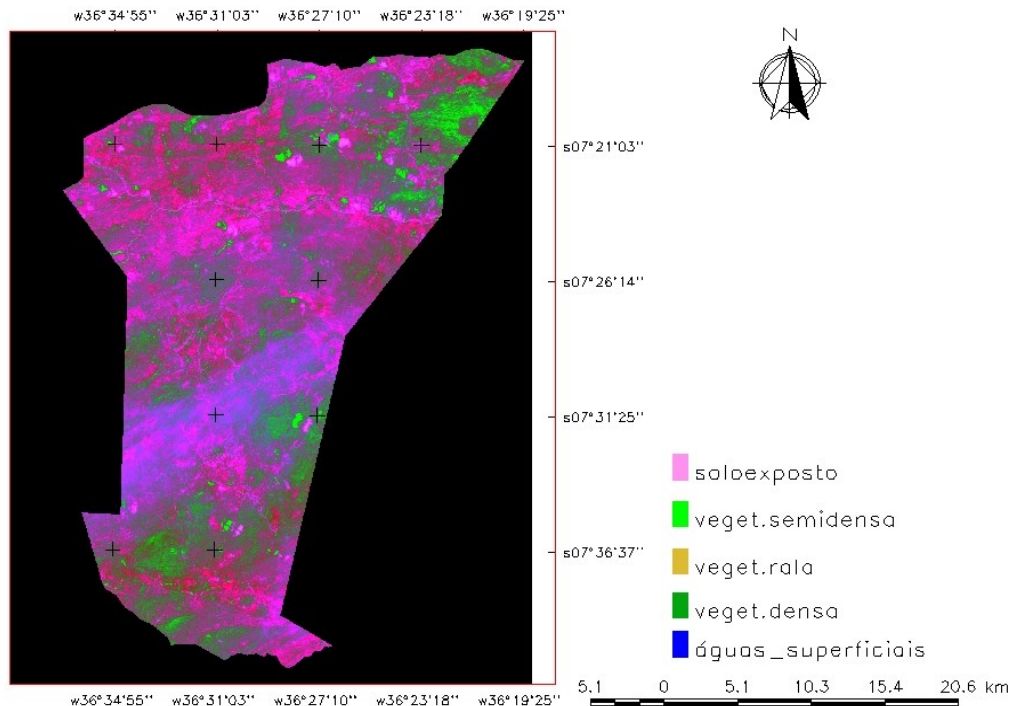 w36°34'55'' w36°31'03'' w36°27'10'' w36°23'18'' w36°19'25''
N
s07°21'03''
s07°26'14''
s07°31'25''
soloexposto
veget.semidensa
s07°36'37''
veget.rala
veget.densa
águas_superficiais
w36°34'55'' w36°31'03'' w36°27'10'' w36°23'18'' w36°19'25''
5.1 0 5.1 10.3 15.4 20.6 km